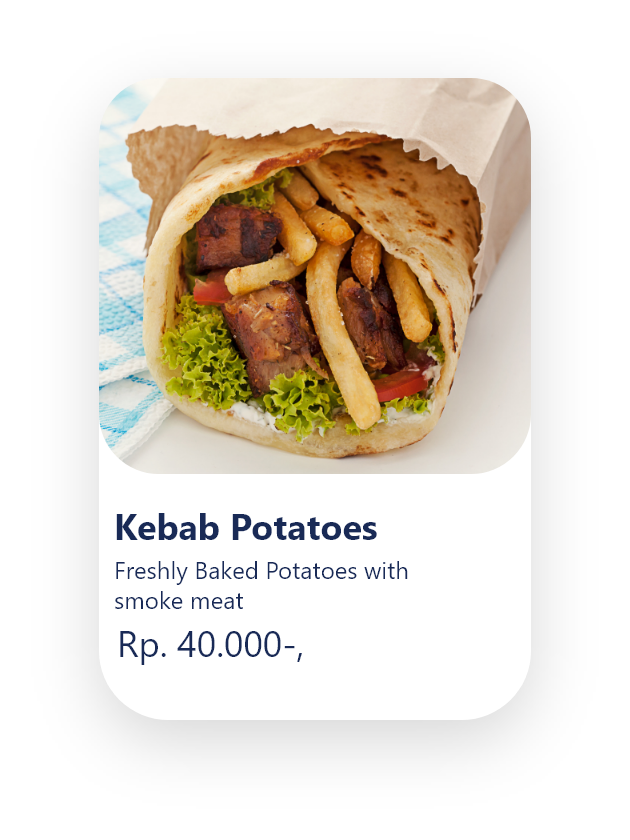 Kebab Potatoes
Freshly Baked Potatoes with
smoke meat
Rp. 40.000-,